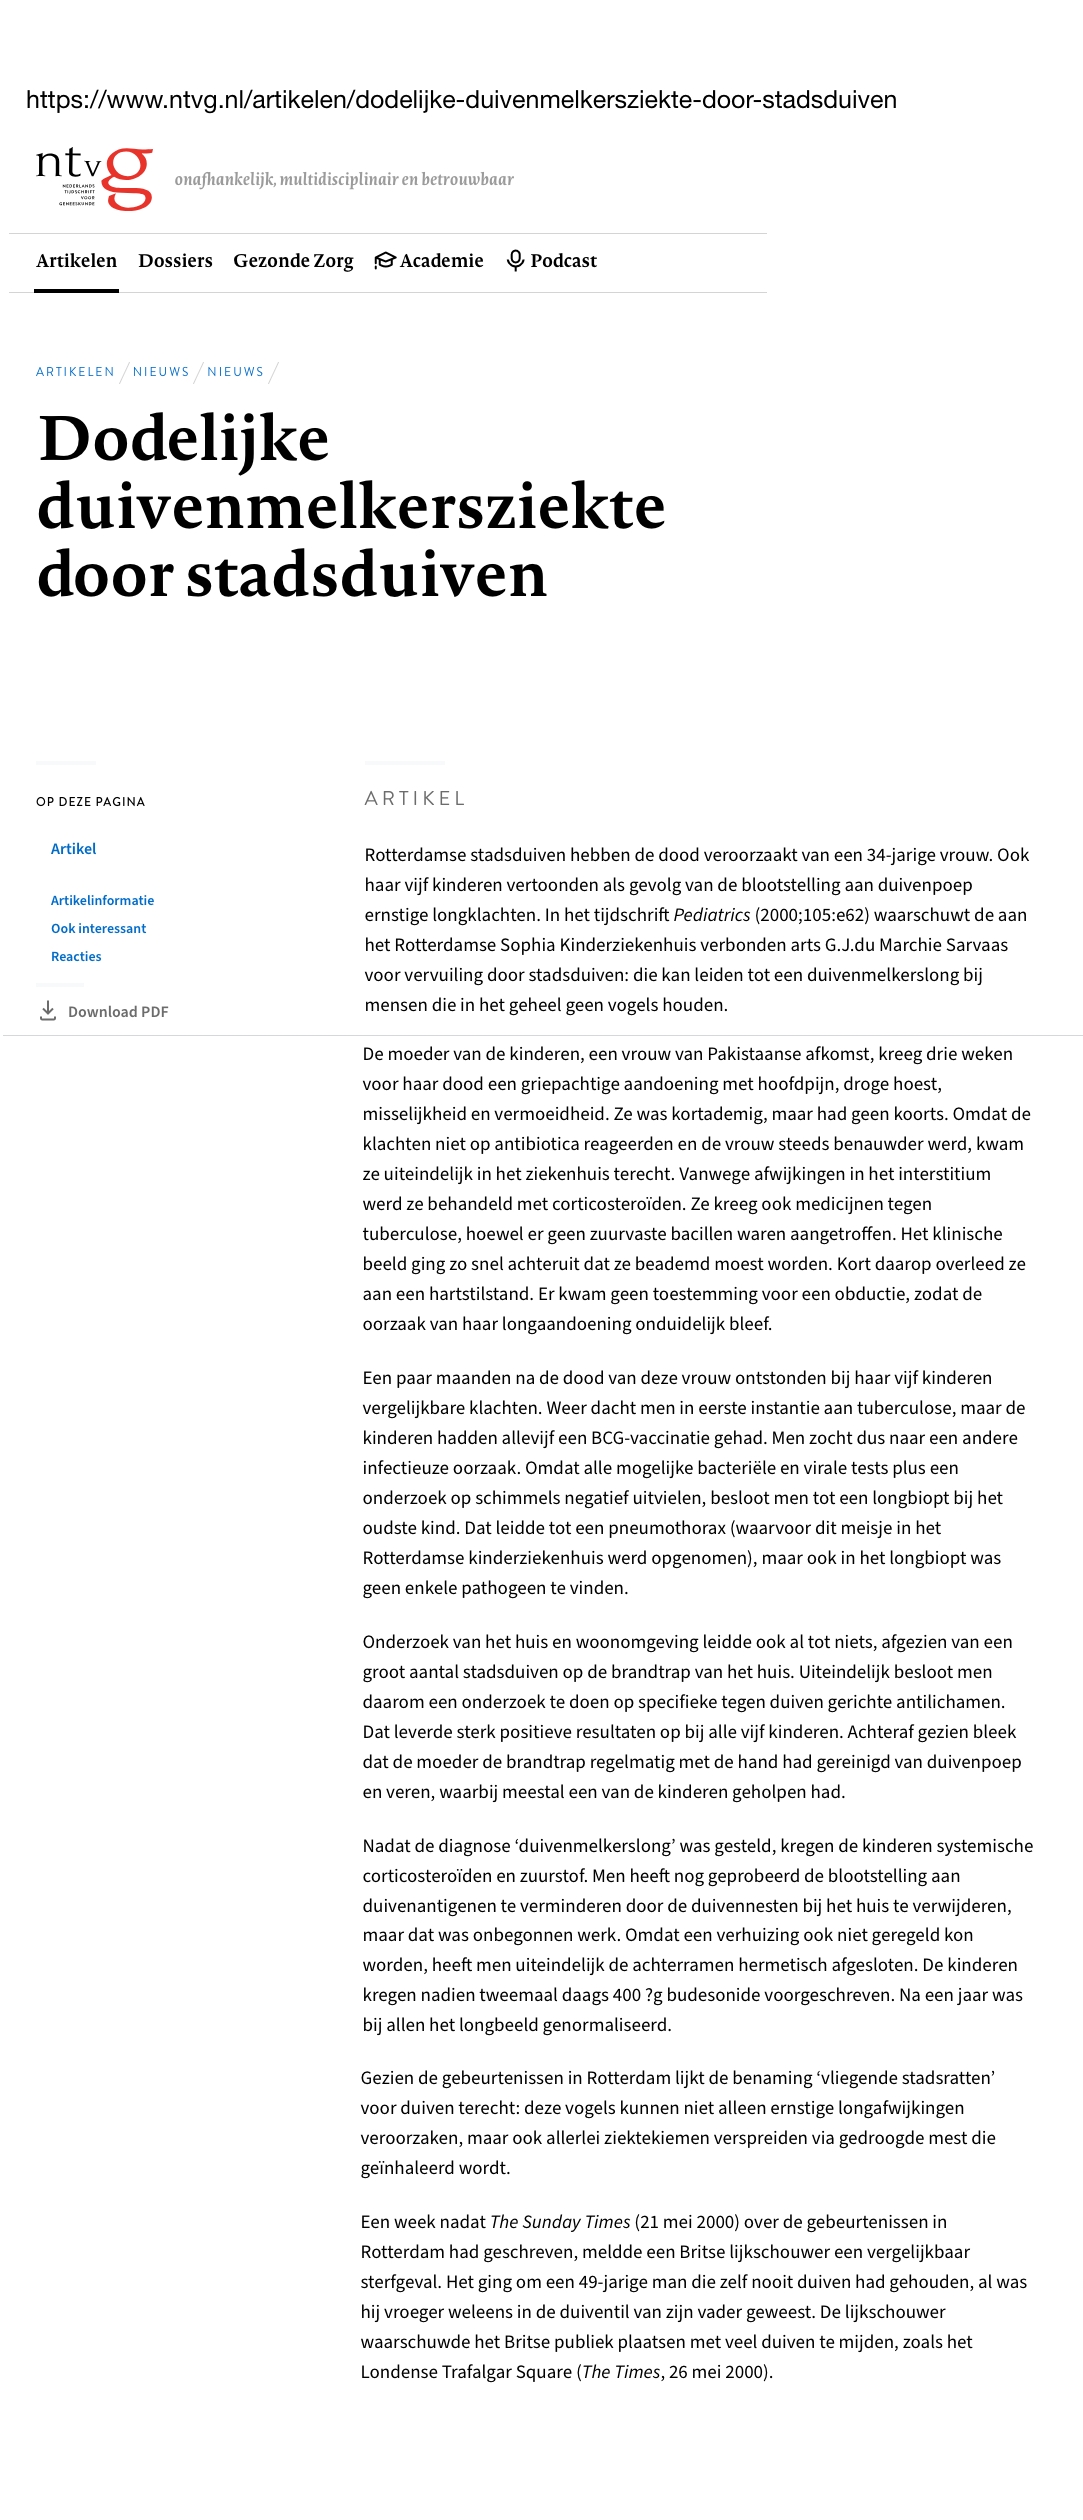 https://www.ntvg.nl/artikelen/dodelijke-duivenmelkersziekte-door-stadsduiven
ntvg
NEDERLANDS
TIJDSCHRIFT
VOOR
GENEESKUNDE
onafhankelijk, multidisciplinair en betrouwbaar
Artikelen Dossiers Gezonde Zorg Academie Podcast
ARTIKELEN / NIEUWS / NIEUWS /
Dodelijke
duivenmelkersziekte
door stadsduiven
OP DEZE PAGINA
Artikel
Artikelinformatie
Ook interessant
Reacties
Download PDF
ARTIKEL
Rotterdamse stadsduiven hebben de dood veroorzaakt van een 34-jarige vrouw. Ook
haar vijf kinderen vertoonden als gevolg van de blootstelling aan duivenpoep
ernstige longklachten. In het tijdschrift Pediatrics (2000;105:e62) waarschuwt de aan
het Rotterdamse Sophia Kinderziekenhuis verbonden arts G.J.du Marchie Sarvaas
voor vervuiling door stadsduiven: die kan leiden tot een duivenmelkerslong bij
mensen die in het geheel geen vogels houden.
De moeder van de kinderen, een vrouw van Pakistaanse afkomst, kreeg drie weken
voor haar dood een griepachtige aandoening met hoofdpijn, droge hoest,
misselijkheid en vermoeidheid. Ze was kortademig, maar had geen koorts. Omdat de
klachten niet op antibiotica reageerden en de vrouw steeds benauwder werd, kwam
ze uiteindelijk in het ziekenhuis terecht. Vanwege afwijkingen in het interstitium
werd ze behandeld met corticosteroïden. Ze kreeg ook medicijnen tegen
tuberculose, hoewel er geen zuurvaste bacillen waren aangetroffen. Het klinische
beeld ging zo snel achteruit dat ze beademd moest worden. Kort daarop overleed ze
aan een hartstilstand. Er kwam geen toestemming voor een obductie, zodat de
oorzaak van haar longaandoening onduidelijk bleef.
Een paar maanden na de dood van deze vrouw ontstonden bij haar vijf kinderen
vergelijkbare klachten. Weer dacht men in eerste instantie aan tuberculose, maar de
kinderen hadden allevijf een BCG-vaccinatie gehad. Men zocht dus naar een andere
infectieuze oorzaak. Omdat alle mogelijke bacteriële en virale tests plus een
onderzoek op schimmels negatief uitvielen, besloot men tot een longbiopt bij het
oudste kind. Dat leidde tot een pneumothorax (waarvoor dit meisje in het
Rotterdamse kinderziekenhuis werd opgenomen), maar ook in het longbiopt was
geen enkele pathogeen te vinden.
Onderzoek van het huis en woonomgeving leidde ook al tot niets, afgezien van een
groot aantal stadsduiven op de brandtrap van het huis. Uiteindelijk besloot men
daarom een onderzoek te doen op specifieke tegen duiven gerichte antilichamen.
Dat leverde sterk positieve resultaten op bij alle vijf kinderen. Achteraf gezien bleek
dat de moeder de brandtrap regelmatig met de hand had gereinigd van duivenpoep
en veren, waarbij meestal een van de kinderen geholpen had.
Nadat de diagnose ‘duivenmelkerslong’ was gesteld, kregen de kinderen systemische
corticosteroïden en zuurstof. Men heeft nog geprobeerd de blootstelling aan
duivenantigenen te verminderen door de duivennesten bij het huis te verwijderen,
maar dat was onbegonnen werk. Omdat een verhuizing ook niet geregeld kon
worden, heeft men uiteindelijk de achterramen hermetisch afgesloten. De kinderen
kregen nadien tweemaal daags 400 ?g budesonide voorgeschreven. Na een jaar was
bij allen het longbeeld genormaliseerd.
Gezien de gebeurtenissen in Rotterdam lijkt de benaming ‘vliegende stadsratten’
voor duiven terecht: deze vogels kunnen niet alleen ernstige longafwijkingen
veroorzaken, maar ook allerlei ziektekiemen verspreiden via gedroogde mest die
geïnhaleerd wordt.
Een week nadat The Sunday Times (21 mei 2000) over de gebeurtenissen in
Rotterdam had geschreven, meldde een Britse lijkschouwer een vergelijkbaar
sterfgeval. Het ging om een 49-jarige man die zelf nooit duiven had gehouden, al was
hij vroeger weleens in de duiventil van zijn vader geweest. De lijkschouwer
waarschuwde het Britse publiek plaatsen met veel duiven te mijden, zoals het
Londense Trafalgar Square (The Times, 26 mei 2000).